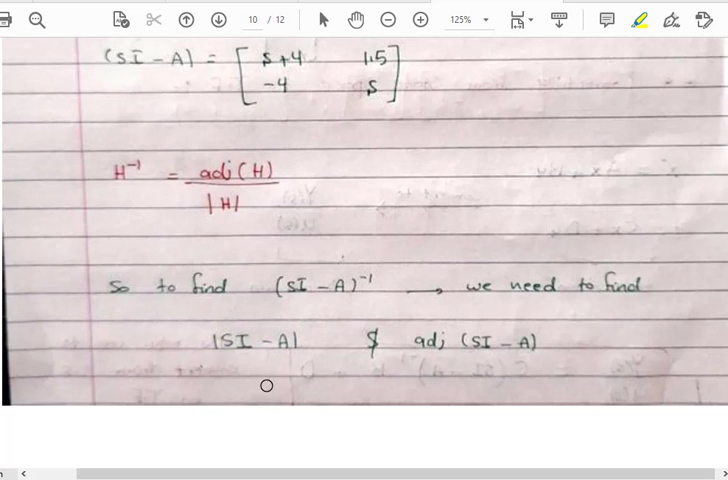 10 / 12
125%
(SI - A) = [ S+4 1.5
-4 S ]
H⁻¹ = adj(H)
|H|
So to find (SI - A)⁻¹ → we need to find
|SI - A| $ adj (SI - A)